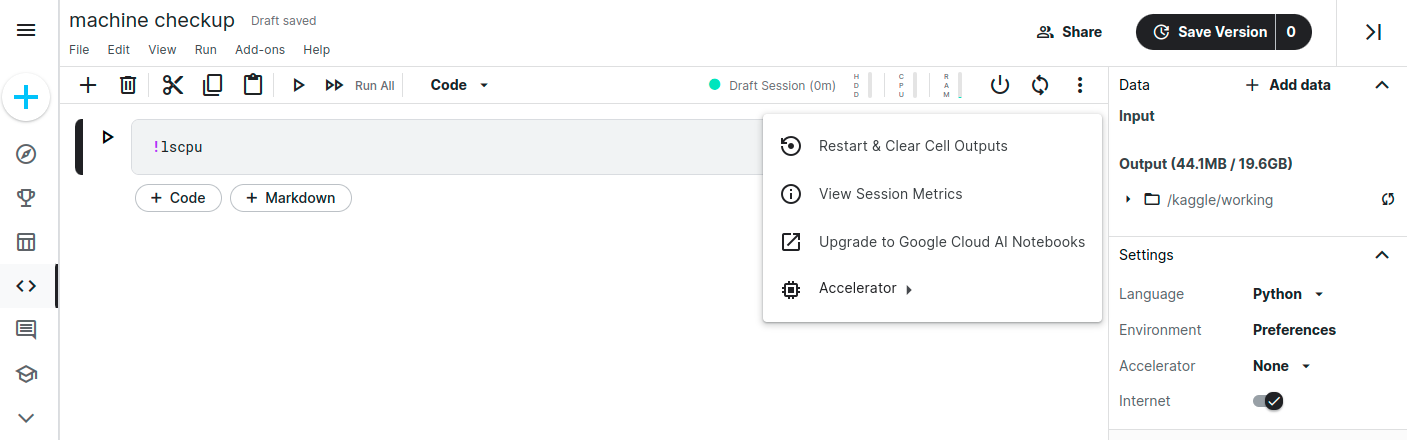 machine checkup Draft saved
File Edit View Run Add-ons Help
Share
Save Version 0
Run All
Code
Draft Session (0m)
HDD
CPU
RAM
!lscpu
+ Code
+ Markdown
Restart & Clear Cell Outputs
View Session Metrics
Upgrade to Google Cloud AI Notebooks
Accelerator
Data
+ Add data
Input
Output (44.1MB / 19.6GB)
/kaggle/working
Settings
Language Python
Environment Preferences
Accelerator None
Internet